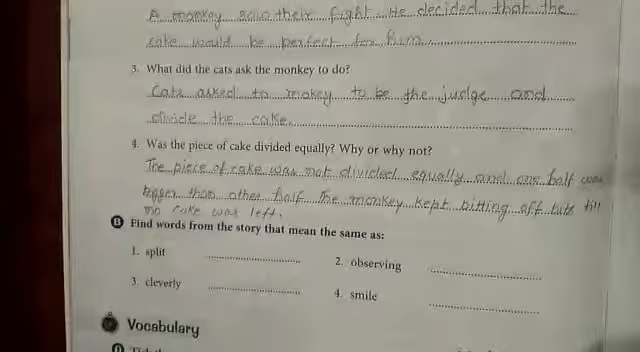 A monkey saw their fight. He decided that the
cake would be perfect for him.
3. What did the cats ask the monkey to do?
Cats asked to mokey to be the judge and
divide the cake.
4. Was the piece of cake divided equally? Why or why not?
The piece of cake was not divided equally and one half was
bigger than other half. The monkey kept bitting off bits till
no cake was left.
B Find words from the story that mean the same as:
1. split
2. observing
3. cleverly
4. smile
Vocabulary